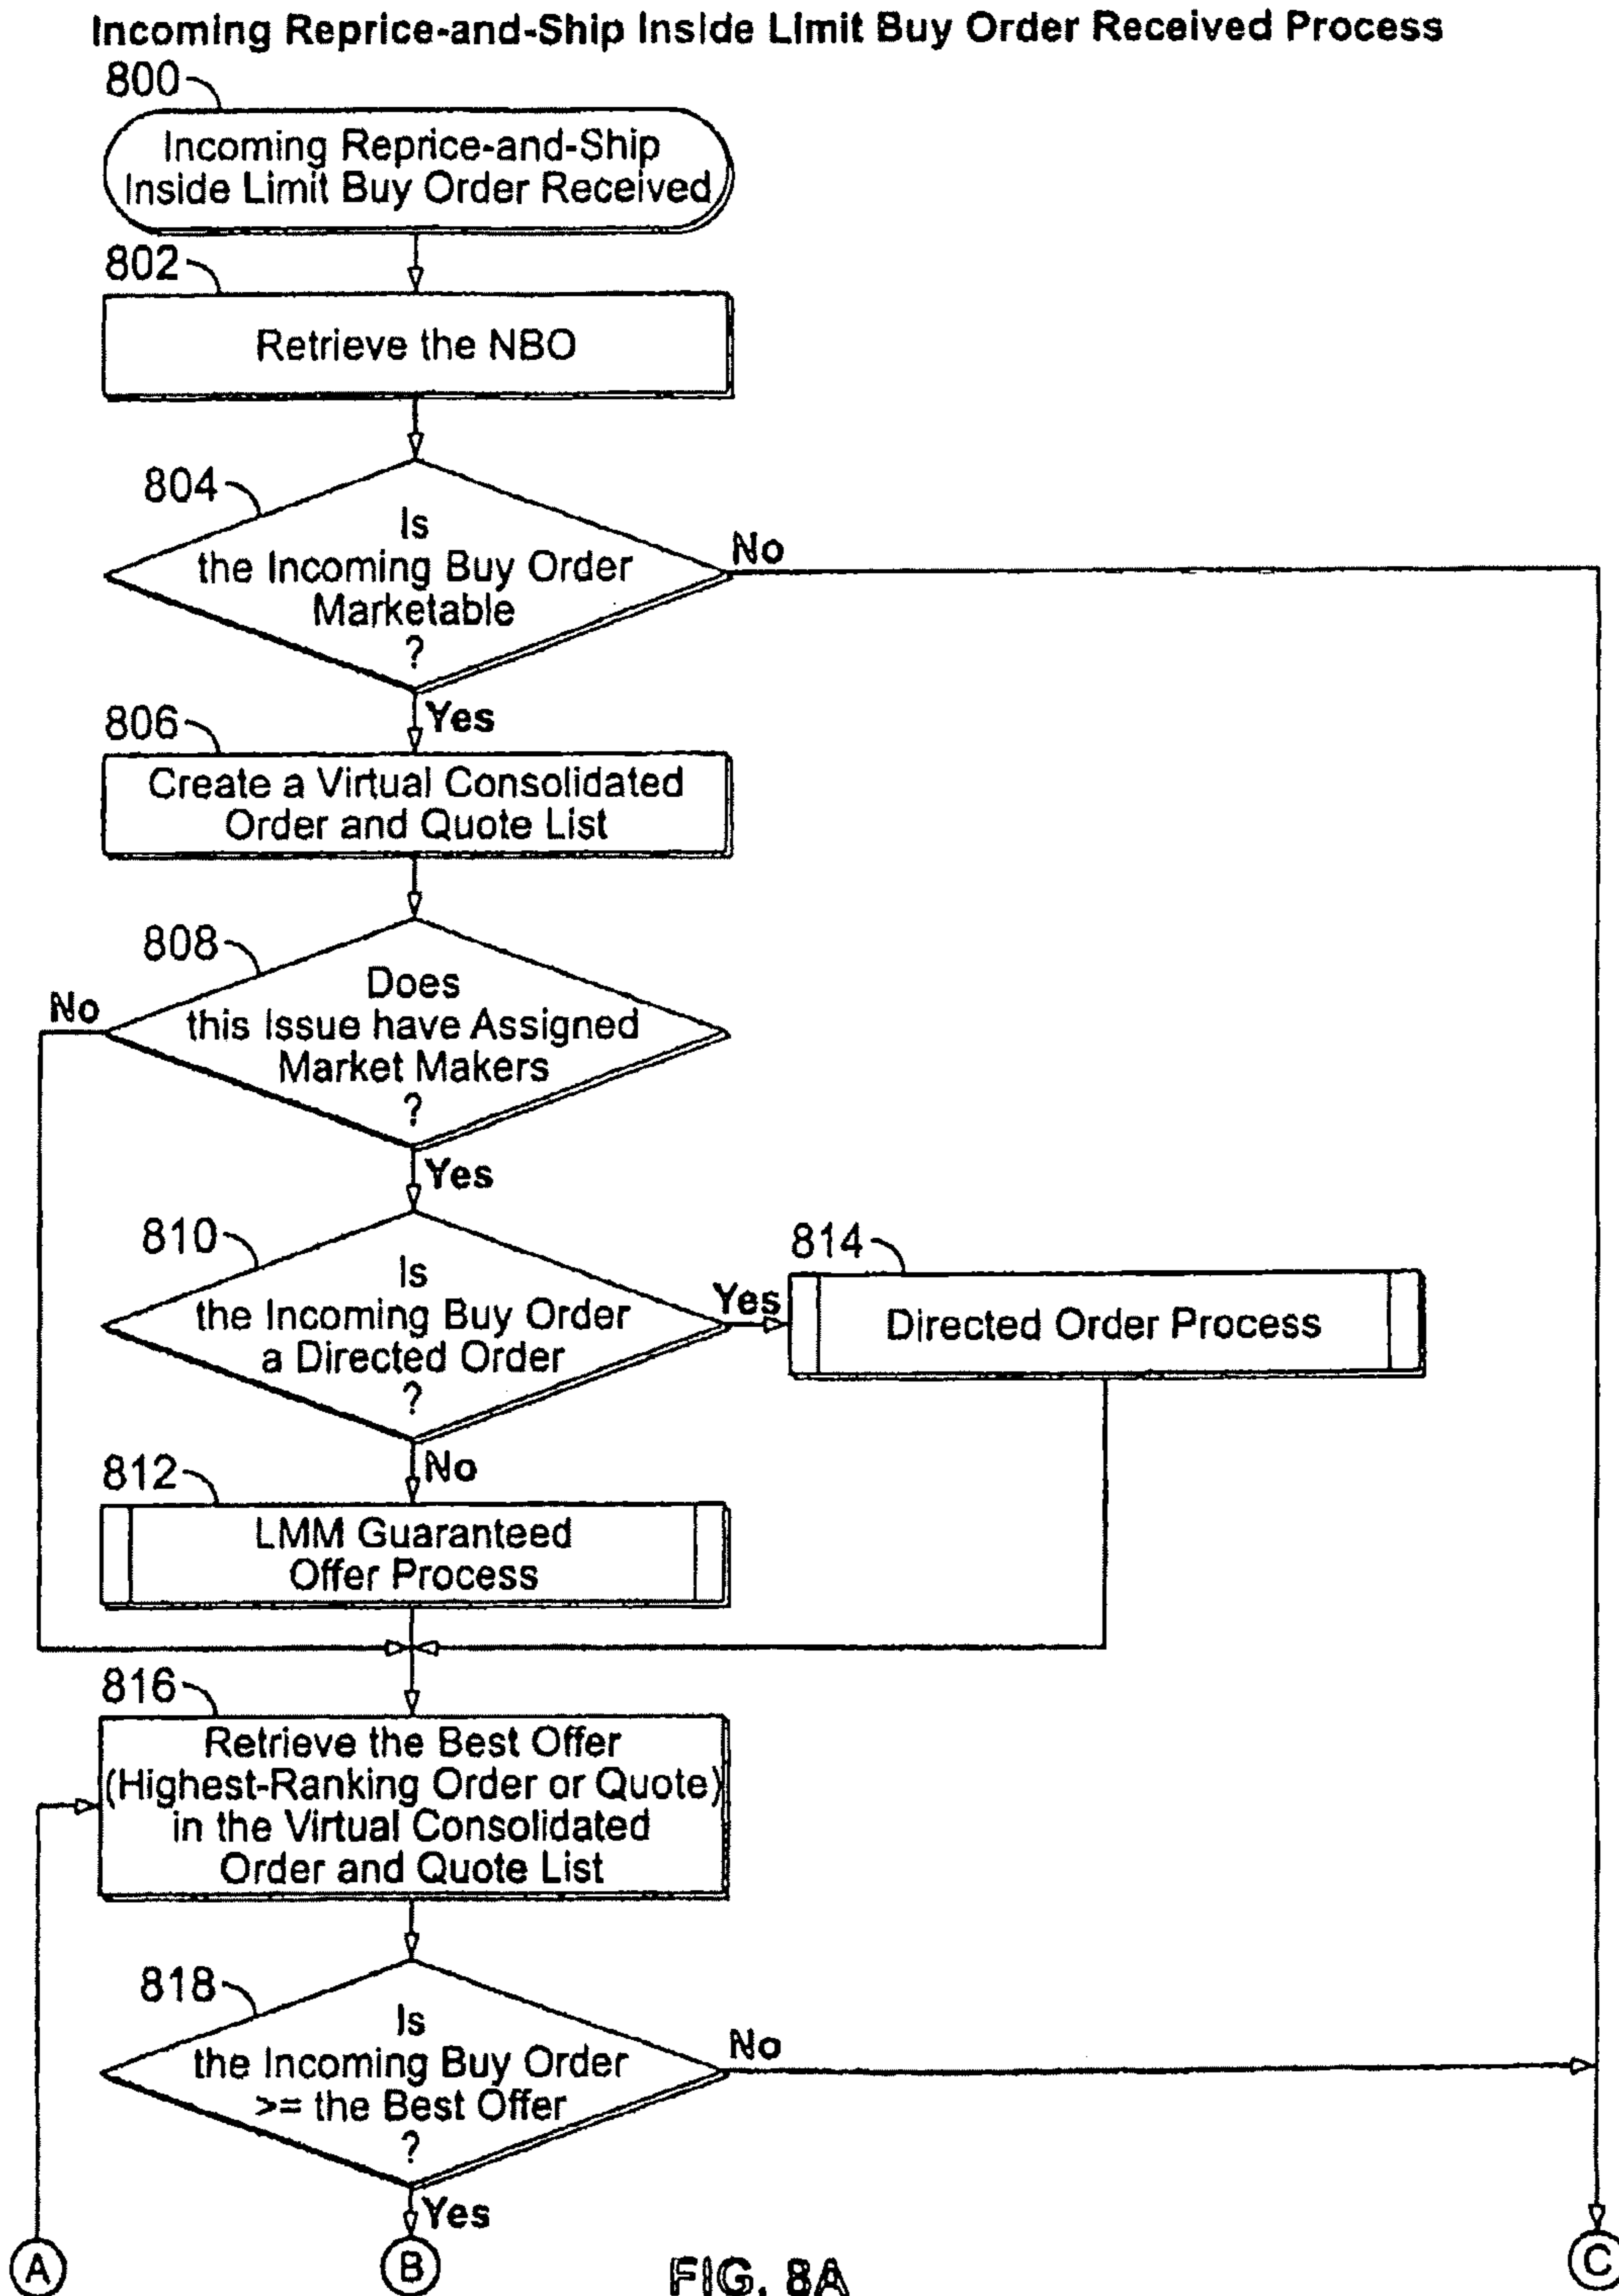 Incoming Reprice-and-Ship Inside Limit Buy Order Received Process
800
Incoming Reprice-and-Ship
Inside Limit Buy Order Received
802
Retrieve the NBO
804
Is
the Incoming Buy Order
Marketable
?
No
Yes
806
Create a Virtual Consolidated
Order and Quote List
808
Does
this Issue have Assigned
Market Makers
?
No
Yes
810
Is
the Incoming Buy Order
a Directed Order
?
Yes
814
Directed Order Process
No
812
LMM Guaranteed
Offer Process
816
Retrieve the Best Offer
(Highest-Ranking Order or Quote)
in the Virtual Consolidated
Order and Quote List
818
Is
the Incoming Buy Order
>= the Best Offer
?
No
Yes
A
B
C
FIG. 8A